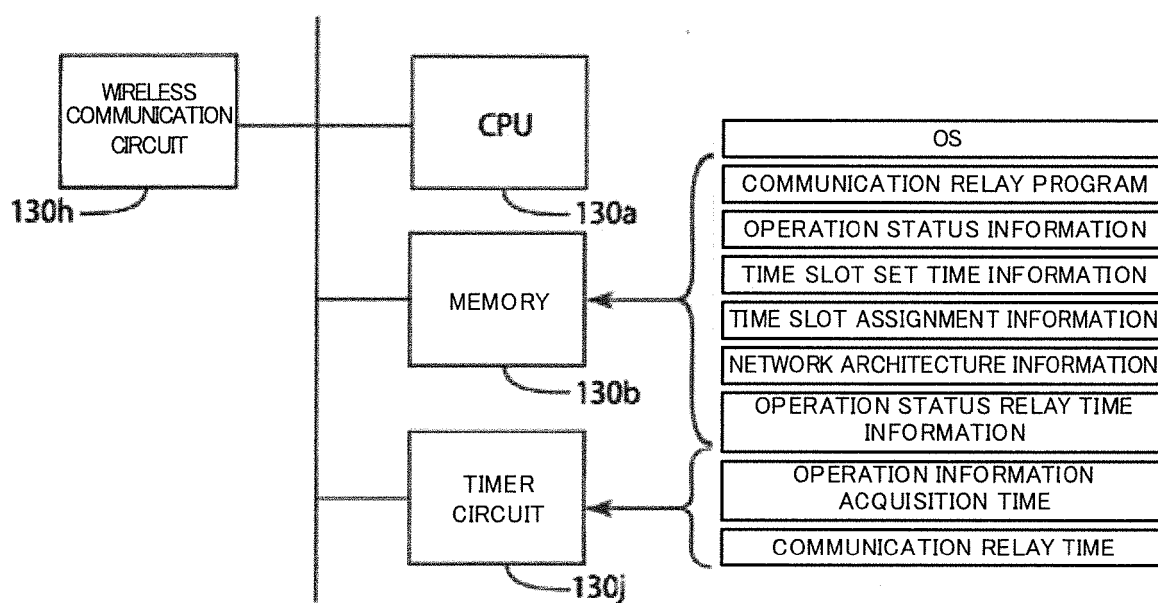 WIRELESS
COMMUNICATION
CIRCUIT
130h
CPU
130a
MEMORY
130b
TIMER
CIRCUIT
130j
OS
COMMUNICATION RELAY PROGRAM
OPERATION STATUS INFORMATION
TIME SLOT SET TIME INFORMATION
TIME SLOT ASSIGNMENT INFORMATION
NETWORK ARCHITECTURE INFORMATION
OPERATION STATUS RELAY TIME
INFORMATION
OPERATION INFORMATION
ACQUISITION TIME
COMMUNICATION RELAY TIME